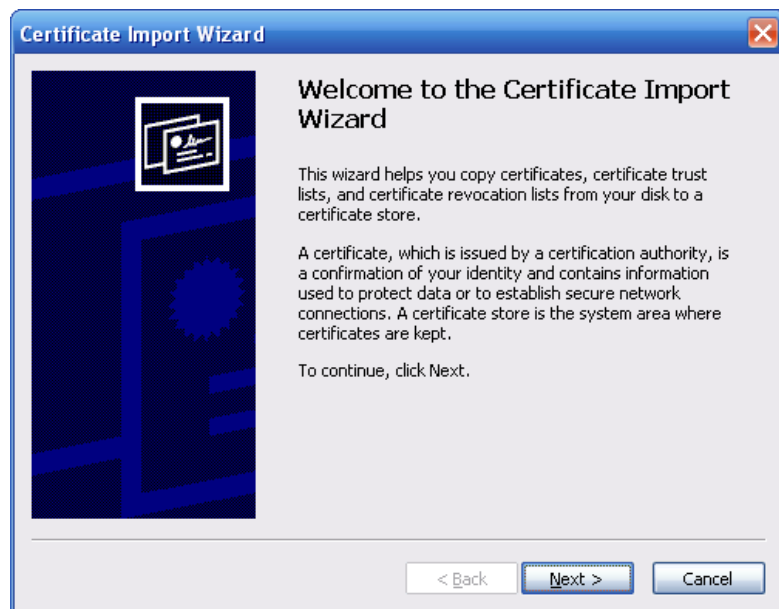 Certificate Import Wizard
Welcome to the Certificate Import
Wizard
This wizard helps you copy certificates, certificate trust
lists, and certificate revocation lists from your disk to a
certificate store.
A certificate, which is issued by a certification authority, is
a confirmation of your identity and contains information
used to protect data or to establish secure network
connections. A certificate store is the system area where
certificates are kept.
To continue, click Next.
< Back Next > Cancel